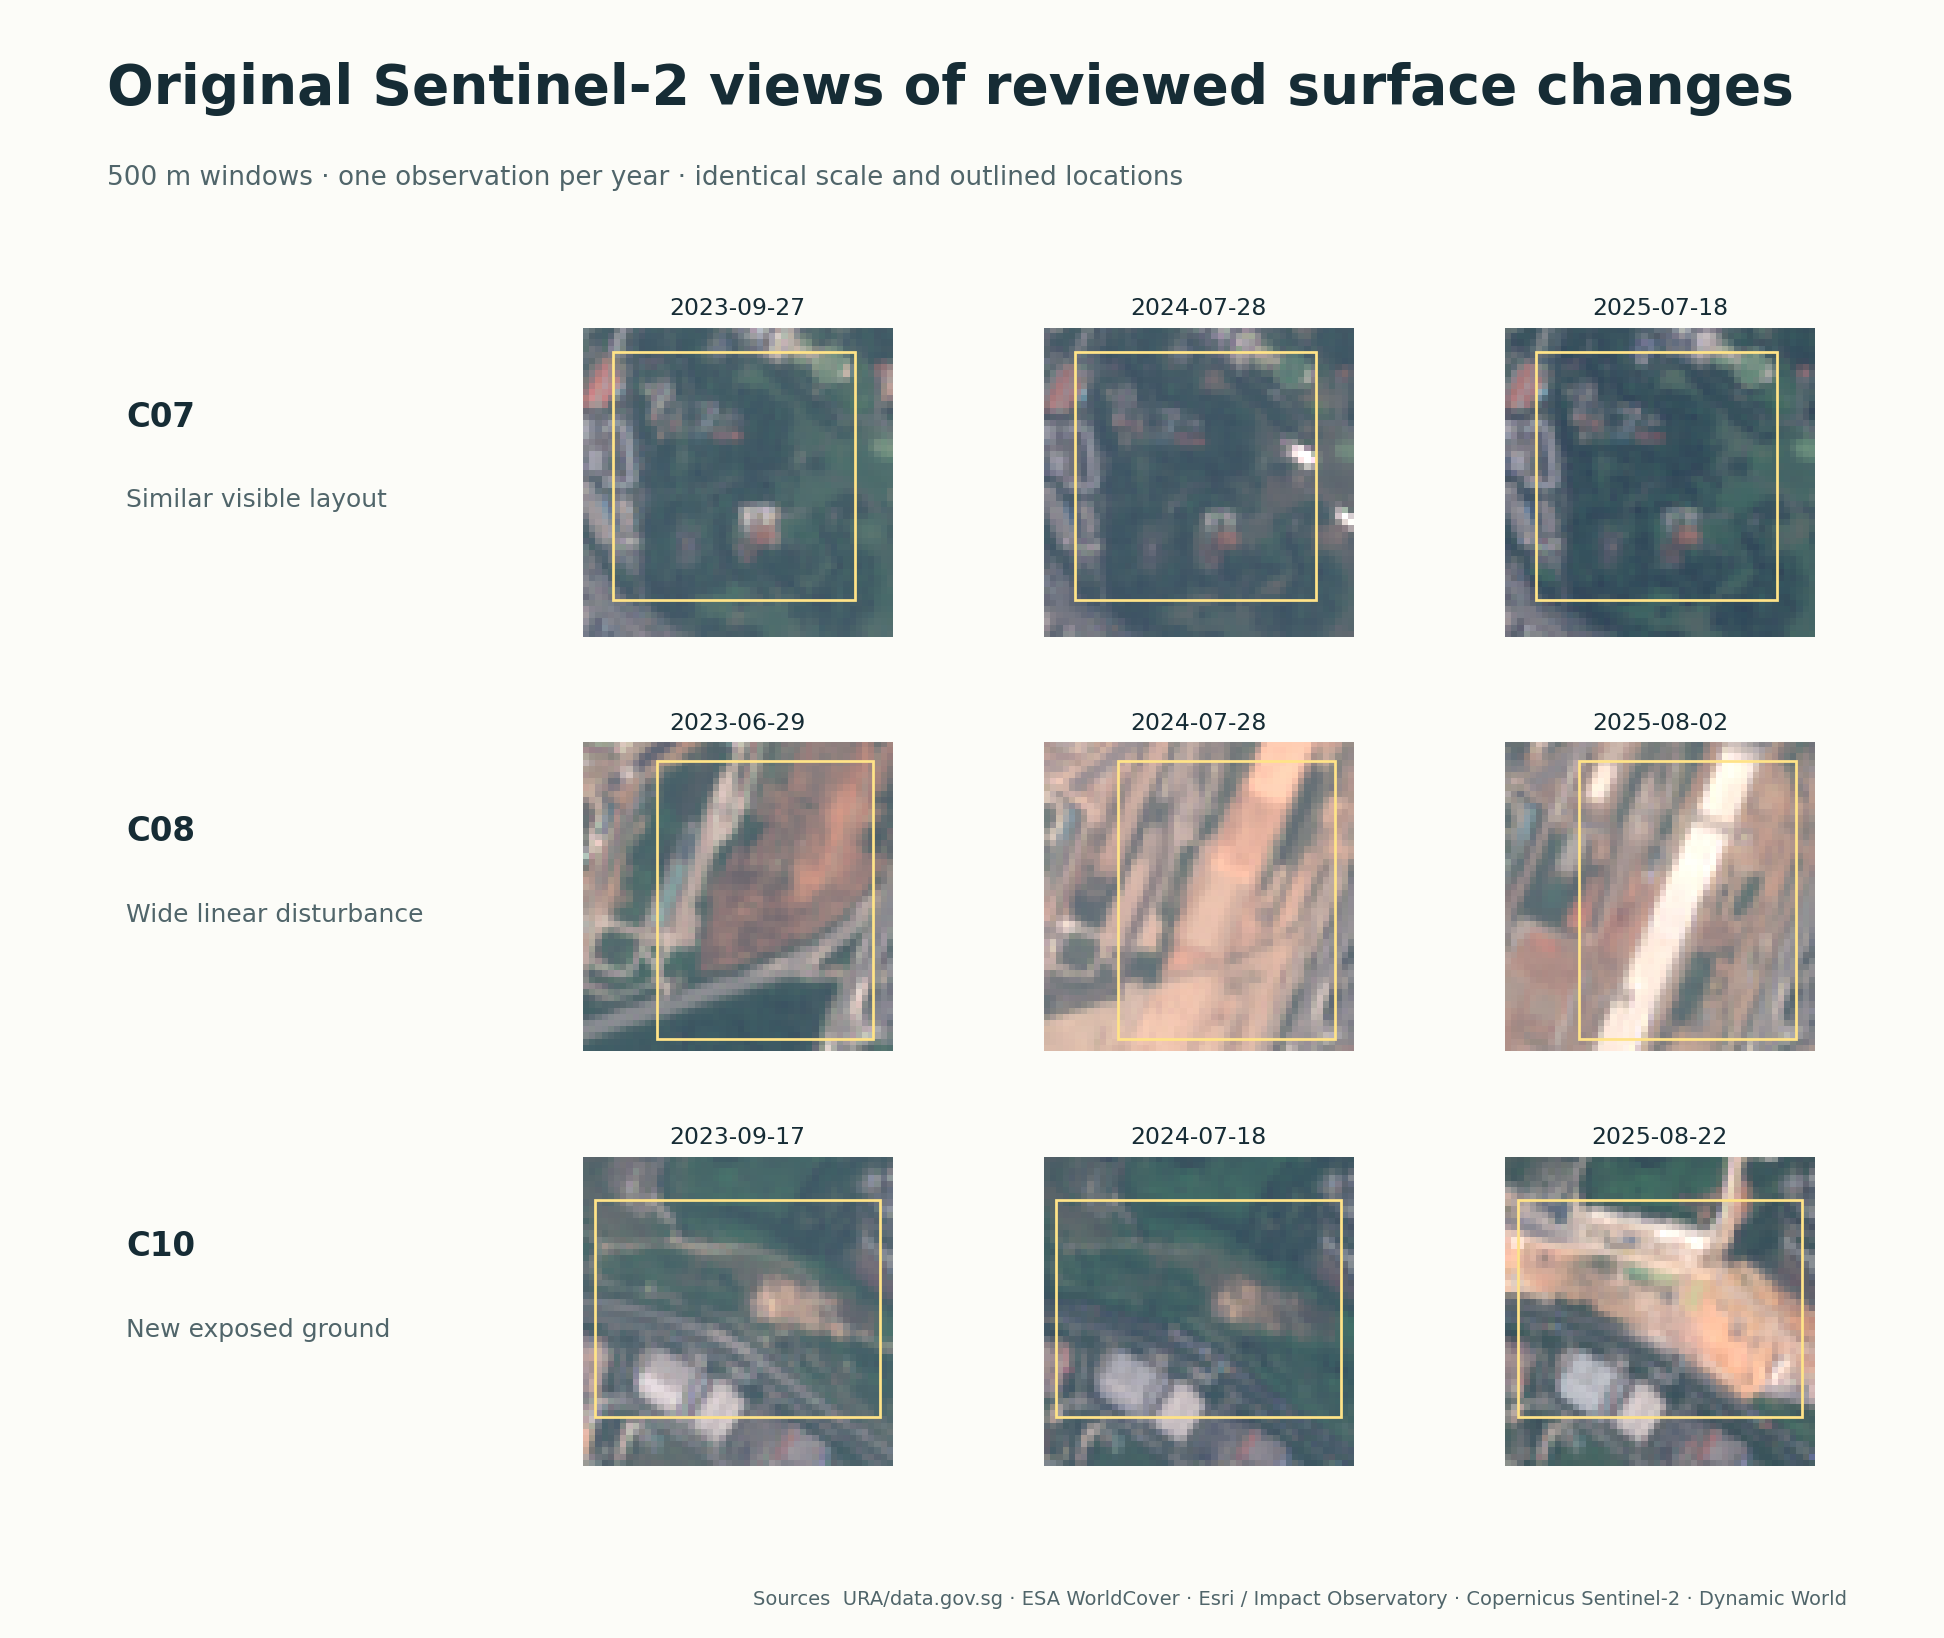 Original Sentinel-2 views of reviewed surface changes
500 m windows · one observation per year · identical scale and outlined locations
2023-09-27
2024-07-28
2025-07-18
C07
Similar visible layout
2023-06-29
2024-07-28
2025-08-02
C08
Wide linear disturbance
2023-09-17
2024-07-18
2025-08-22
C10
New exposed ground
Sources  URA/data.gov.sg · ESA WorldCover · Esri / Impact Observatory · Copernicus Sentinel-2 · Dynamic World